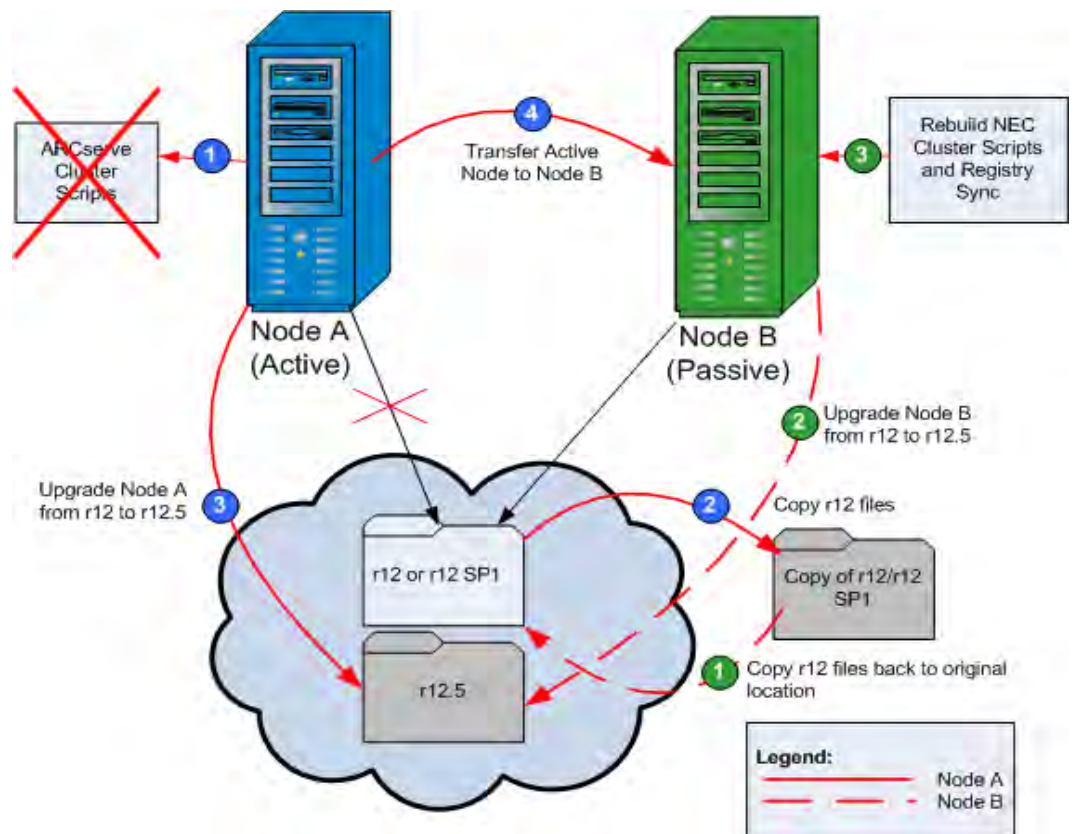 ARCserve
Cluster
Scripts
1
4
Transfer Active
Node to Node B
3
Rebuild NEC
Cluster Scripts
and Registry
Sync
Node A
(Active)
Node B
(Passive)
2
Upgrade Node B
from r12 to r12.5
Upgrade Node A
from r12 to r12.5
3
2
Copy r12 files
r12 or r12 SP1
Copy of r12/r12
SP1
r12.5
1
Copy r12 files back to original
location
Legend:
Node A
Node B